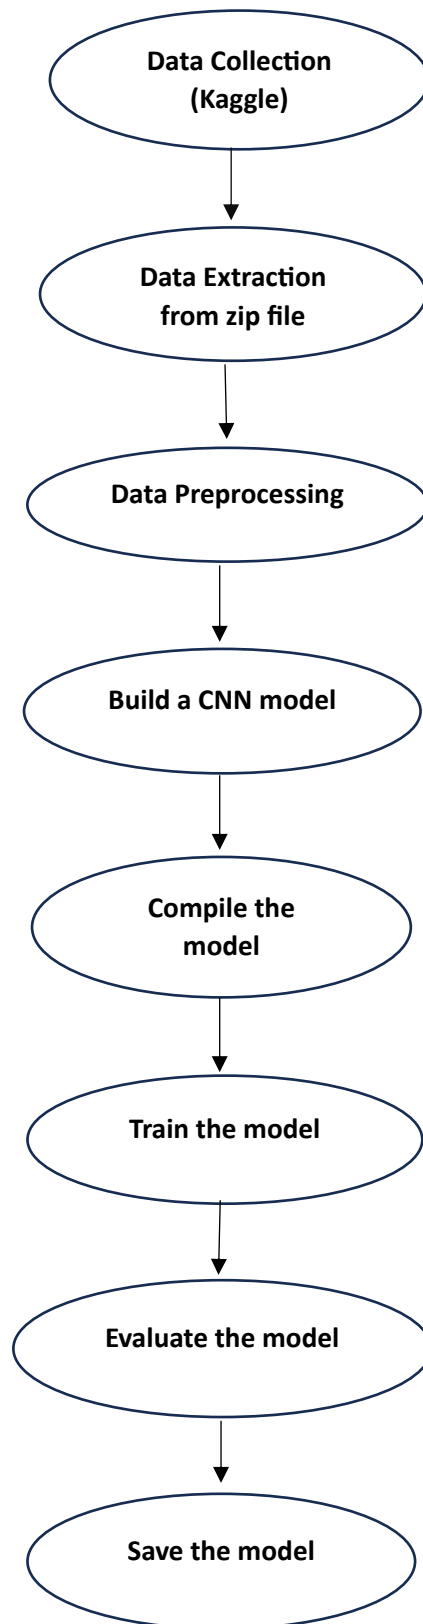 Data Collection
(Kaggle)
Data Extraction
from zip file
Data Preprocessing
Build a CNN model
Compile the
model
Train the model
Evaluate the model
Save the model